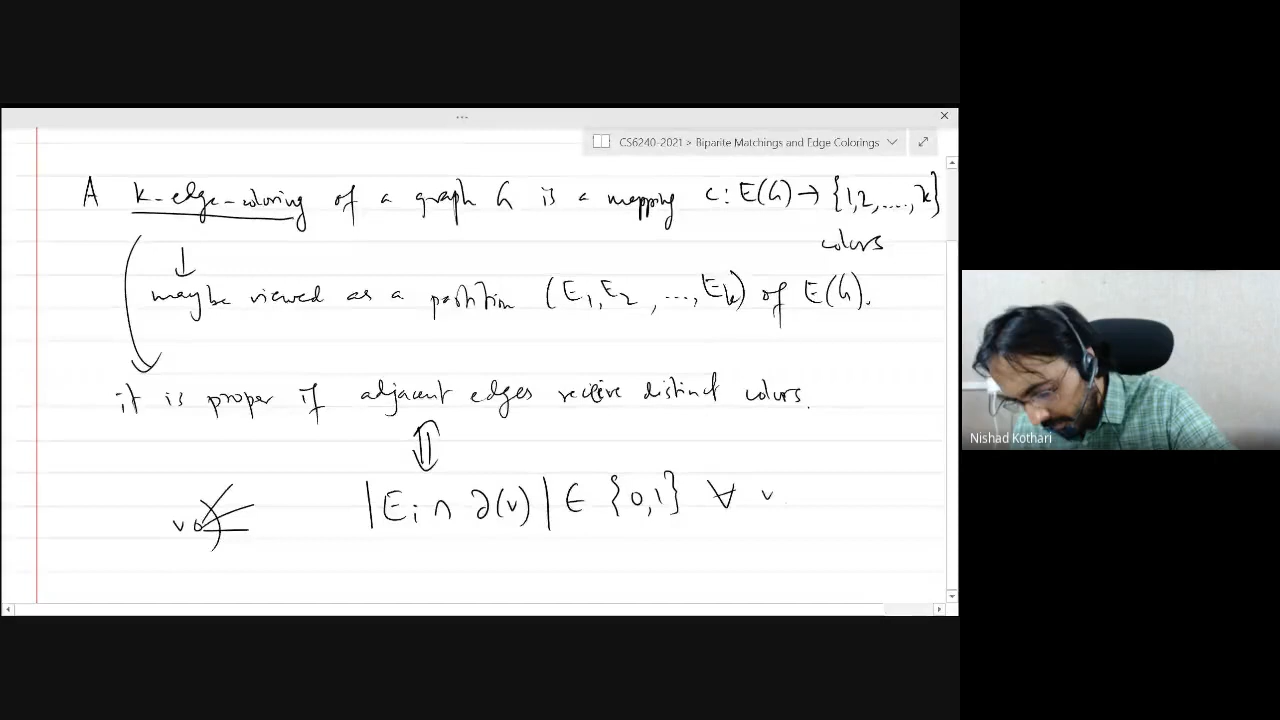 CS6240-2021 > Biparite Matchings and Edge Colorings
A k-edge-coloring of a graph G is a mapping c: E(G) → {1,2,....,k}
colors
may be viewed as a partition (E₁, E₂, ..., Eₖ) of E(G).
it is proper if adjacent edges receive distinct colors.
⇕
v |Eᵢ ∩ ∂(v)| ∈ {0,1} ∀ v
Nishad Kothari